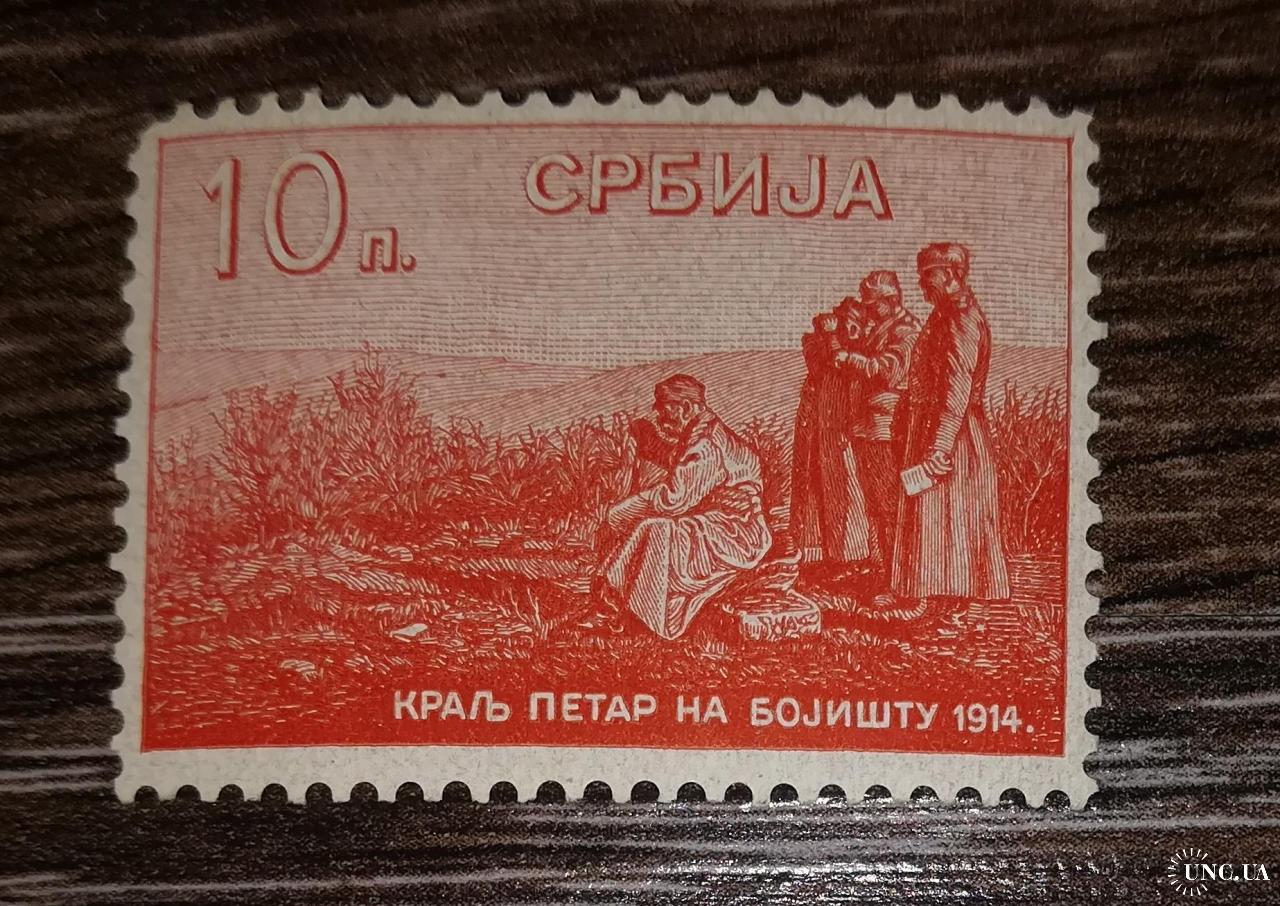 10 п. СРБИЈА
КРАЉ ПЕТАР НА БОЈИШТУ 1914.
UNC.UA